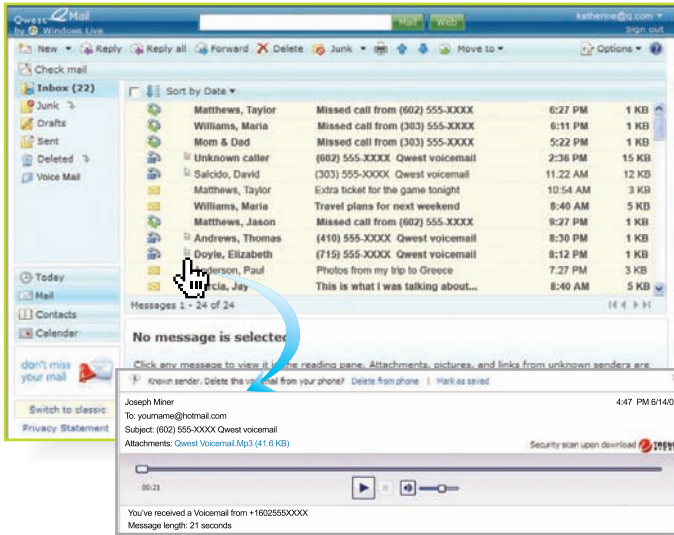 Qwest Q Mail
by Windows Live
Mail Web
katherine@q.com
Sign out
New Reply Reply all Forward Delete Junk Move to Options
Check mail
Inbox (22)
Junk
Drafts
Sent
Deleted
Voice Mail
Sort by Date
Matthews, Taylor Missed call from (602) 555-XXXX 6:27 PM 1 KB
Williams, Maria Missed call from (303) 555-XXXX 6:11 PM 1 KB
Mom & Dad Missed call from (303) 555-XXXX 5:22 PM 1 KB
Unknown caller (602) 555-XXXX Qwest voicemail 2:36 PM 15 KB
Salcido, David (303) 555-XXXX Qwest voicemail 11:22 AM 12 KB
Matthews, Taylor Extra ticket for the game tonight 10:54 AM 3 KB
Williams, Maria Travel plans for next weekend 8:40 AM 5 KB
Matthews, Jason Missed call from (602) 555-XXXX 9:27 PM 1 KB
Andrews, Thomas (410) 555-XXXX Qwest voicemail 8:30 PM 1 KB
Doyle, Elizabeth (715) 555-XXXX Qwest voicemail 8:12 PM 1 KB
Anderson, Paul Photos from my trip to Greece 7:27 PM 3 KB
Jay This is what I was talking about... 8:40 AM 5 KB
Messages 1 - 24 of 24
Today
Mail
Contacts
Calendar
don't miss
your mail
Switch to classic
Privacy Statement
No message is selected
Click any message to view it in the reading pane. Attachments, pictures, and links from unknown senders are
Known sender. Delete this voicemail from your phone? Delete from phone | Mark as saved
Joseph Miner 4:47 PM 6/14/0
To: yourname@hotmail.com
Subject: (602) 555-XXXX Qwest voicemail
Attachments: Qwest Voicemail.Mp3 (41.6 KB)
Security scan upon download
00:21
You've received a Voicemail from +1602555XXXX
Message length: 21 seconds